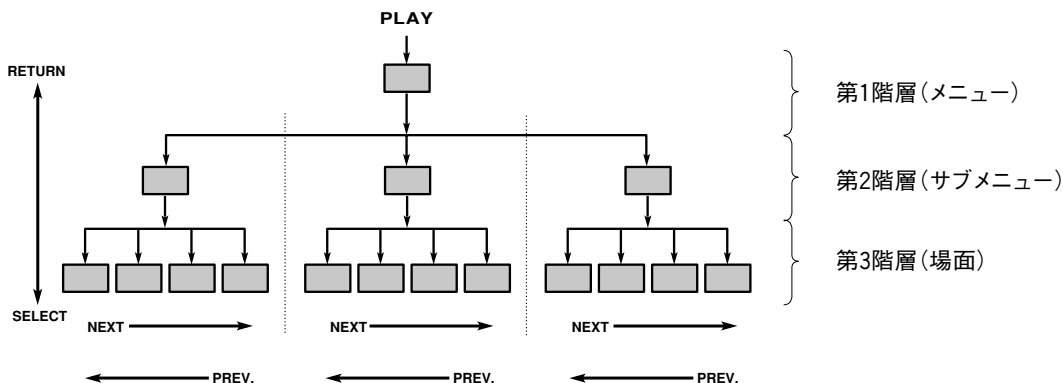 PLAY
RETURN
第1階層（メニュー）
第2階層（サブメニュー）
第3階層（場面）
SELECT
NEXT
NEXT
NEXT
PREV.
PREV.
PREV.